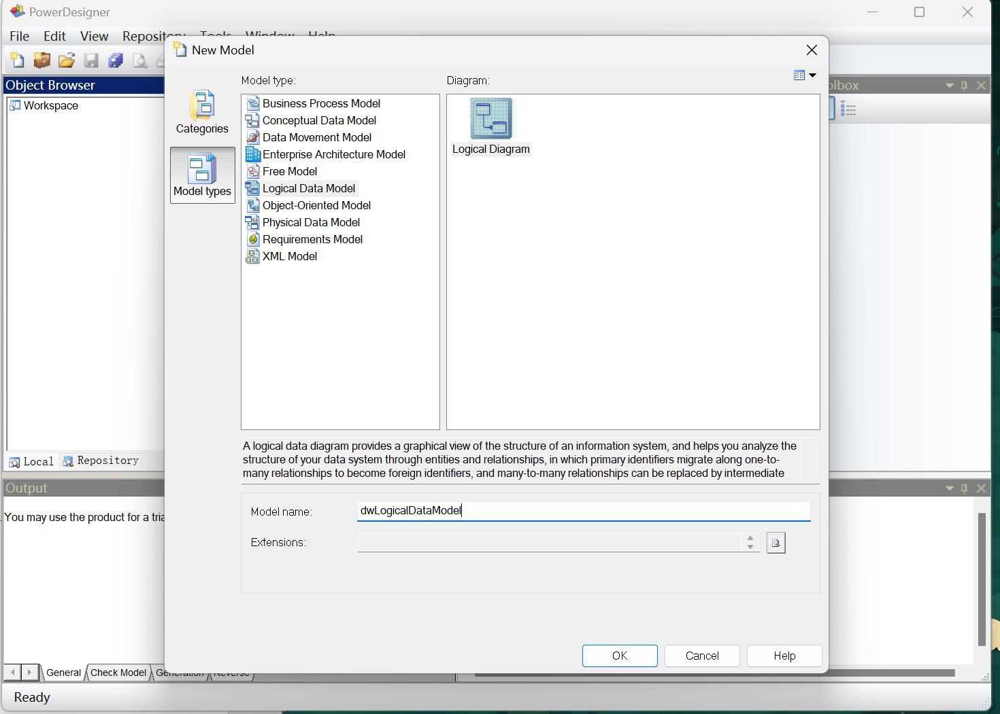 PowerDesigner
File Edit View Repository Tools Window Help
New Model
Object Browser
Workspace
Categories
Model types
Model type:
Business Process Model
Conceptual Data Model
Data Movement Model
Enterprise Architecture Model
Free Model
Logical Data Model
Object-Oriented Model
Physical Data Model
Requirements Model
XML Model
Diagram:
Logical Diagram
lbox
A logical data diagram provides a graphical view of the structure of an information system, and helps you analyze the
structure of your data system through entities and relationships, in which primary identifiers migrate along one-to-
many relationships to become foreign identifiers, and many-to-many relationships can be replaced by intermediate
Model name: dwLogicalDataModel
Extensions:
OK Cancel Help
Local Repository
Output
You may use the product for a tria
General Check Model Generation Reverse
Ready